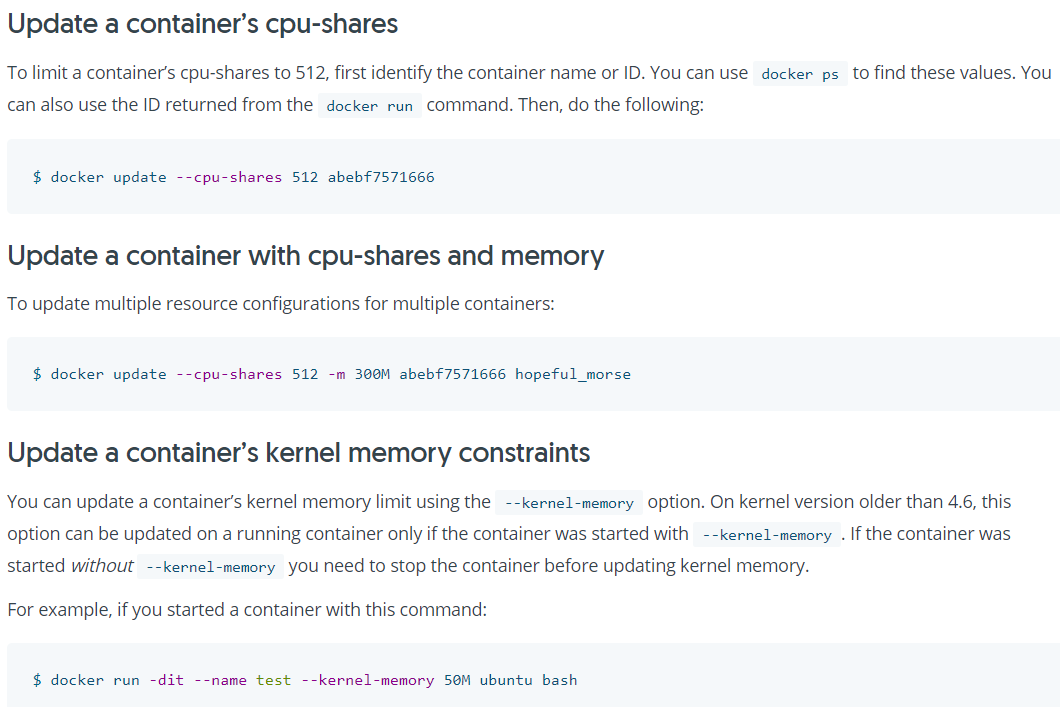 Update a container’s cpu-shares
To limit a container’s cpu-shares to 512, first identify the container name or ID. You can use docker ps to find these values. You
can also use the ID returned from the docker run command. Then, do the following:
$ docker update --cpu-shares 512 abebf7571666
Update a container with cpu-shares and memory
To update multiple resource configurations for multiple containers:
$ docker update --cpu-shares 512 -m 300M abebf7571666 hopeful_morse
Update a container’s kernel memory constraints
You can update a container’s kernel memory limit using the --kernel-memory option. On kernel version older than 4.6, this
option can be updated on a running container only if the container was started with --kernel-memory . If the container was
started without --kernel-memory you need to stop the container before updating kernel memory.
For example, if you started a container with this command:
$ docker run -dit --name test --kernel-memory 50M ubuntu bash